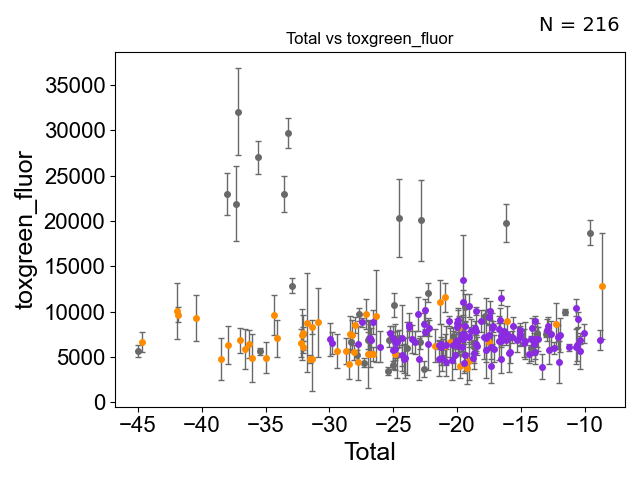 N = 216
Total vs toxgreen_fluor
toxgreen_fluor
35000
30000
25000
20000
15000
10000
5000
0
−45 −40 −35 −30 −25 −20 −15 −10
Total